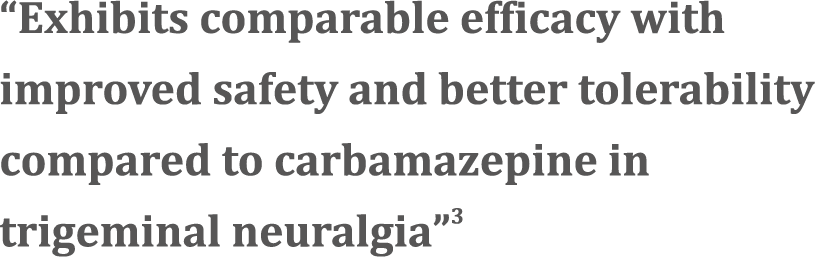 “Exhibits comparable efficacy with
improved safety and better tolerability
compared to carbamazepine in
trigeminal neuralgia”³